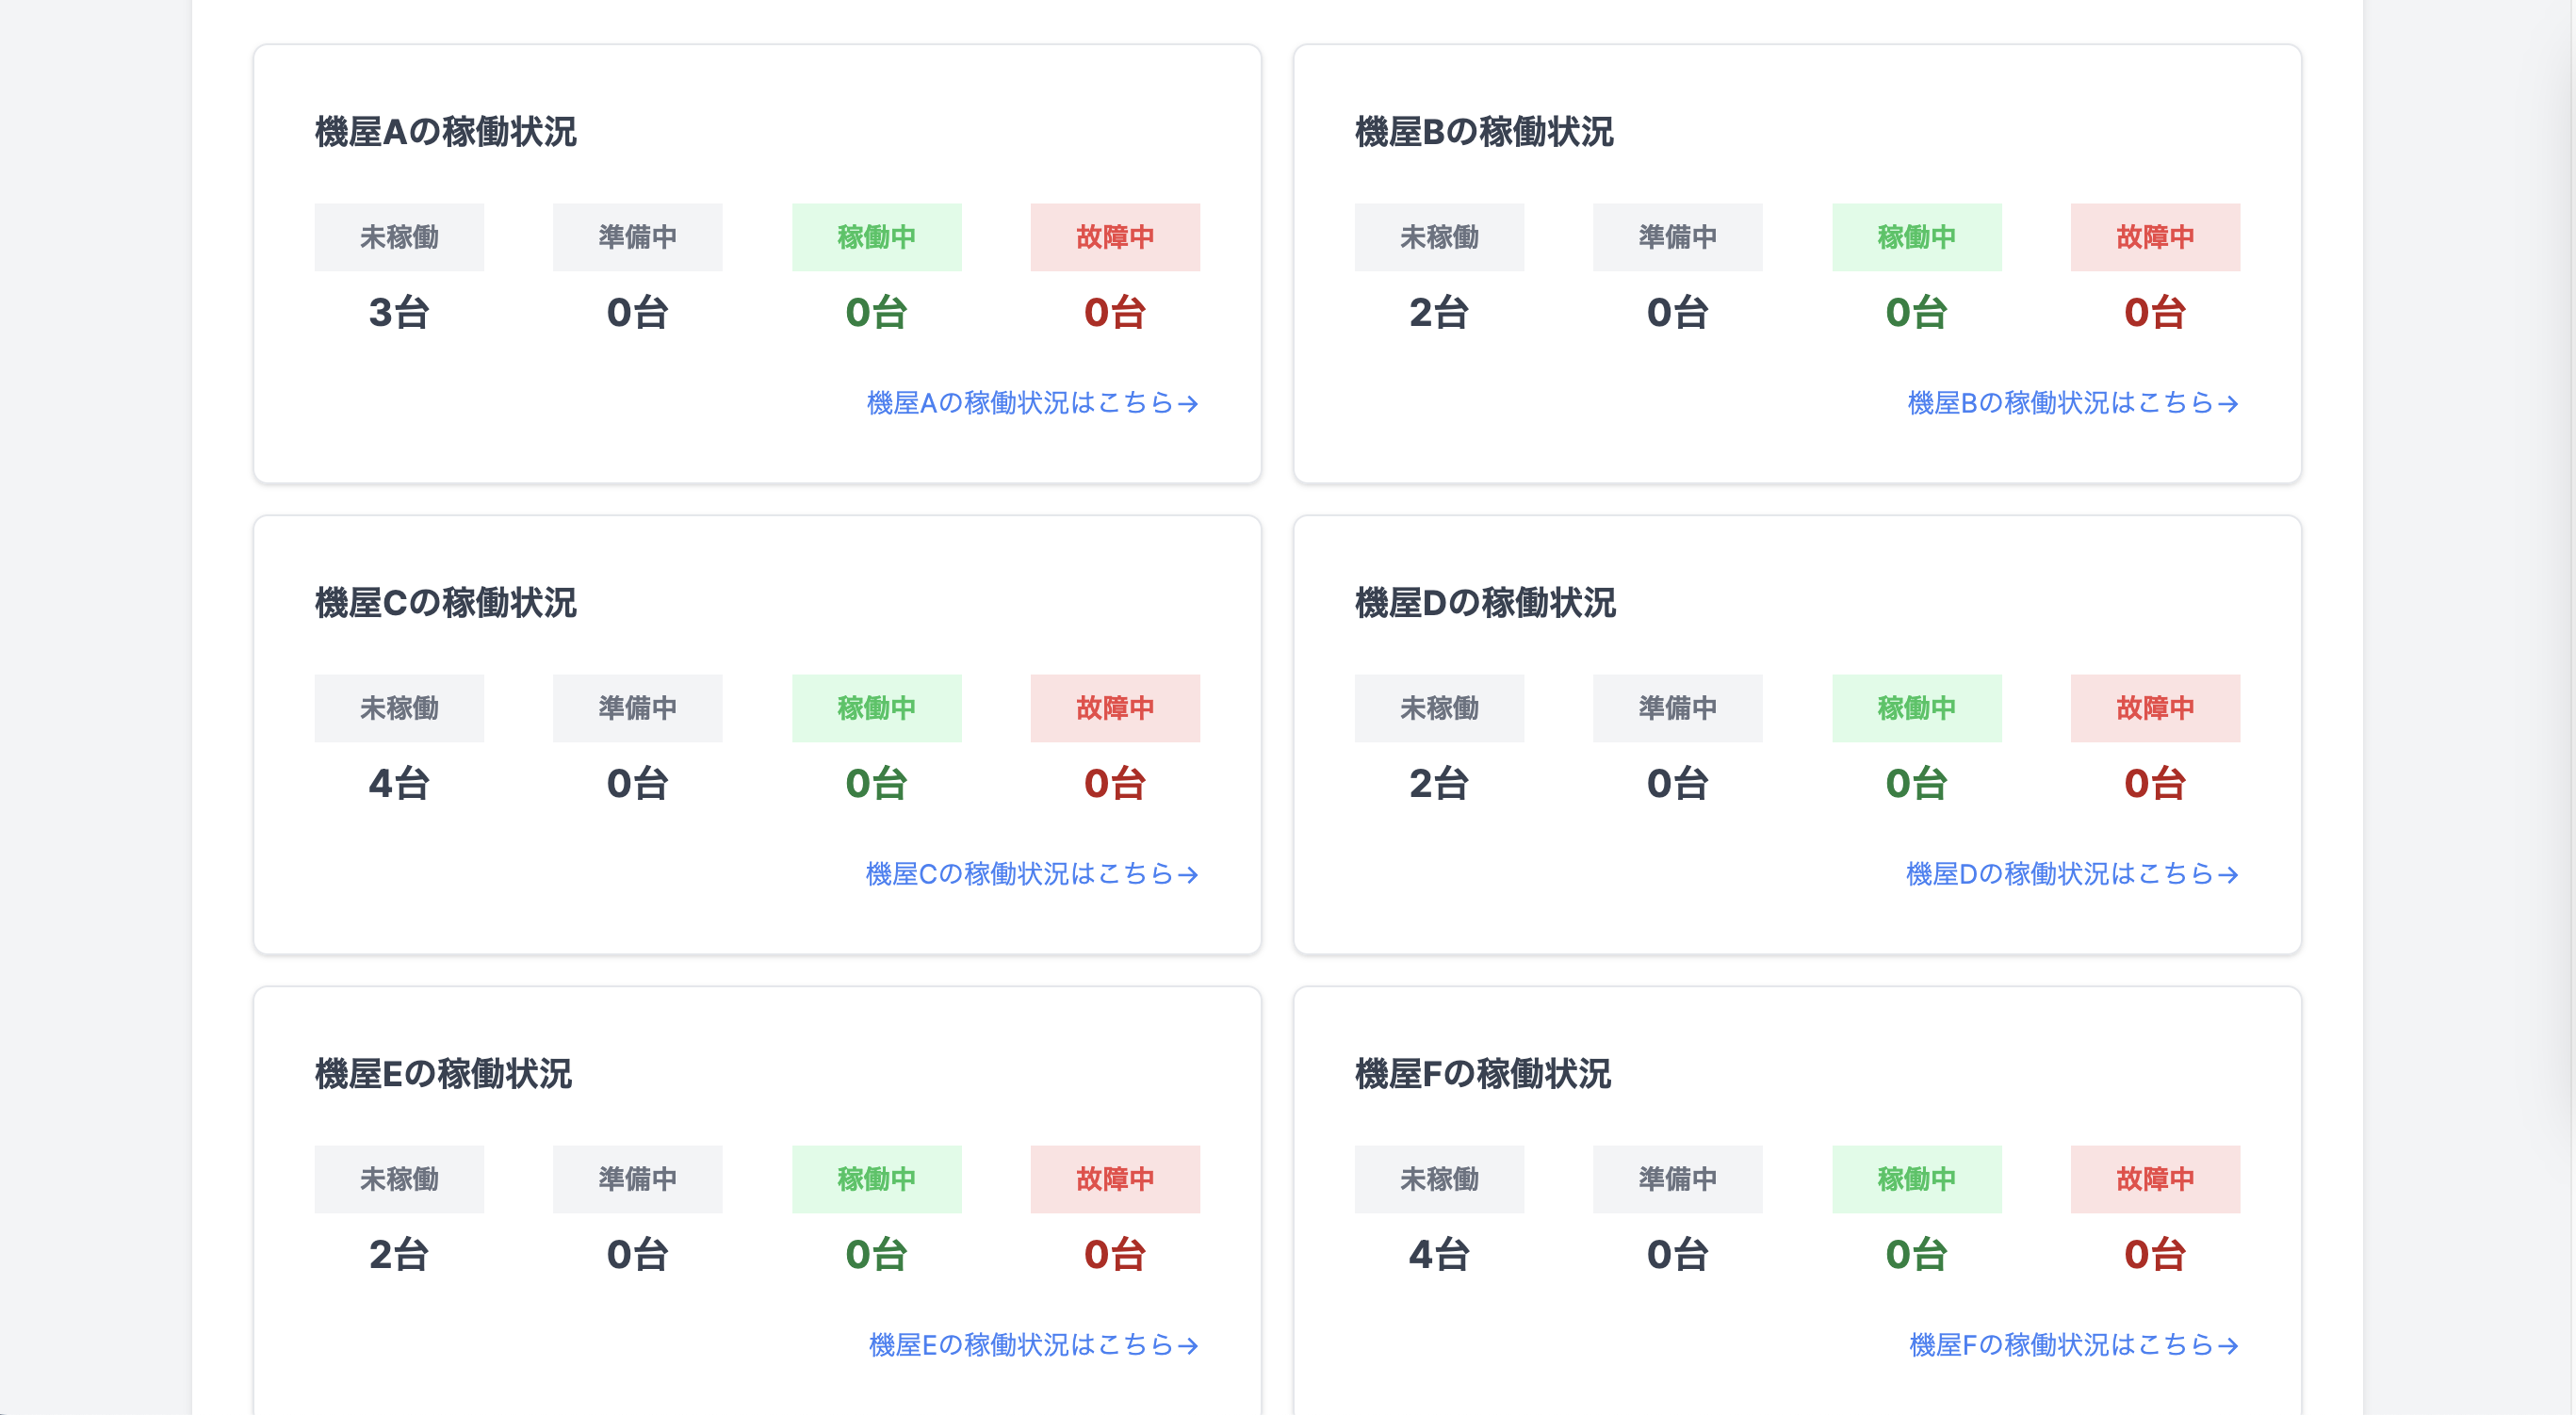 機屋Aの稼働状況
未稼働 準備中 稼働中 故障中
3台 0台 0台 0台
機屋Aの稼働状況はこちら→
機屋Bの稼働状況
未稼働 準備中 稼働中 故障中
2台 0台 0台 0台
機屋Bの稼働状況はこちら→
機屋Cの稼働状況
未稼働 準備中 稼働中 故障中
4台 0台 0台 0台
機屋Cの稼働状況はこちら→
機屋Dの稼働状況
未稼働 準備中 稼働中 故障中
2台 0台 0台 0台
機屋Dの稼働状況はこちら→
機屋Eの稼働状況
未稼働 準備中 稼働中 故障中
2台 0台 0台 0台
機屋Eの稼働状況はこちら→
機屋Fの稼働状況
未稼働 準備中 稼働中 故障中
4台 0台 0台 0台
機屋Fの稼働状況はこちら→